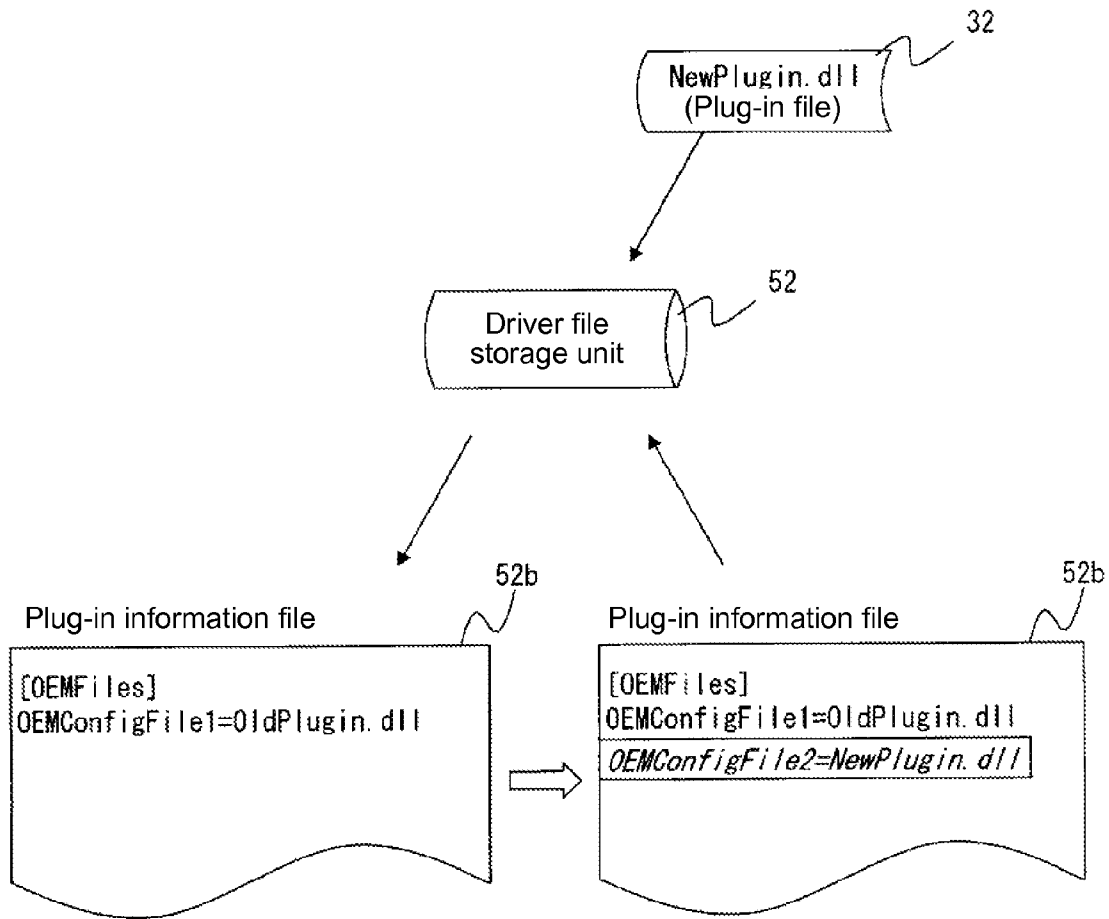 32
NewPlugin.dll
(Plug-in file)
52
Driver file
storage unit
52b
Plug-in information file
[OEMFiles]
OEMConfigFile1=OldPlugin.dll
52b
Plug-in information file
[OEMFiles]
OEMConfigFile1=OldPlugin.dll
OEMConfigFile2=NewPlugin.dll